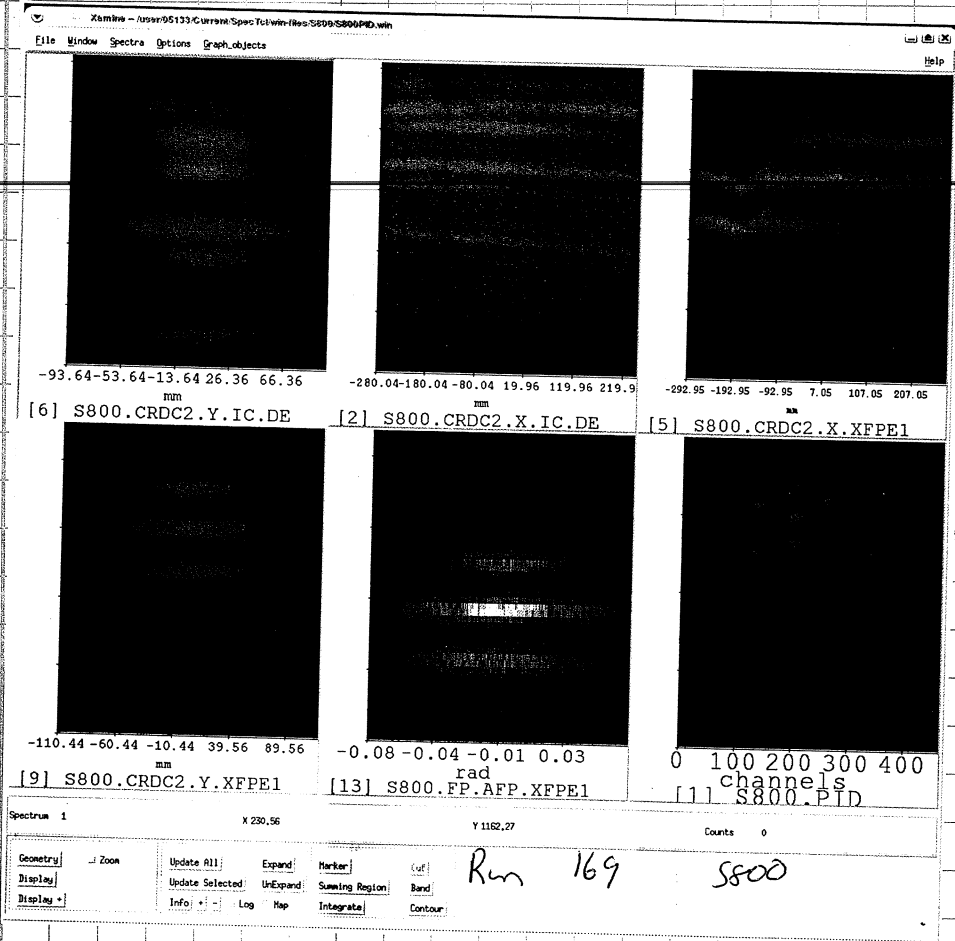 Xamine - /user/05133/Current/SpecTcl/win-files/S800/S800PID.win
File Window Spectra Options Graph_objects
Help
-93.64 -53.64 -13.64 26.36 66.36
mm
[6] S800.CRDC2.Y.IC.DE
-280.04 -180.04 -80.04 19.96 119.96 219.9
mm
[2] S800.CRDC2.X.IC.DE
-292.95 -192.95 -92.95 7.05 107.05 207.05
mm
[5] S800.CRDC2.X.XFPE1
-110.44 -60.44 -10.44 39.56 89.56
mm
[9] S800.CRDC2.Y.XFPE1
-0.08 -0.04 -0.01 0.03
rad
[13] S800.FP.AFP.XFPE1
0 100 200 300 400
channels
[1] S800.PID
Spectrum 1 X 230,56 Y 1162,27 Counts 0
Geometry Zoom Update All Expand Marker Cut
Display Update Selected UnExpand Summing Region Band
Display + Info + - Log Map Integrate Contour
Run 169 S800